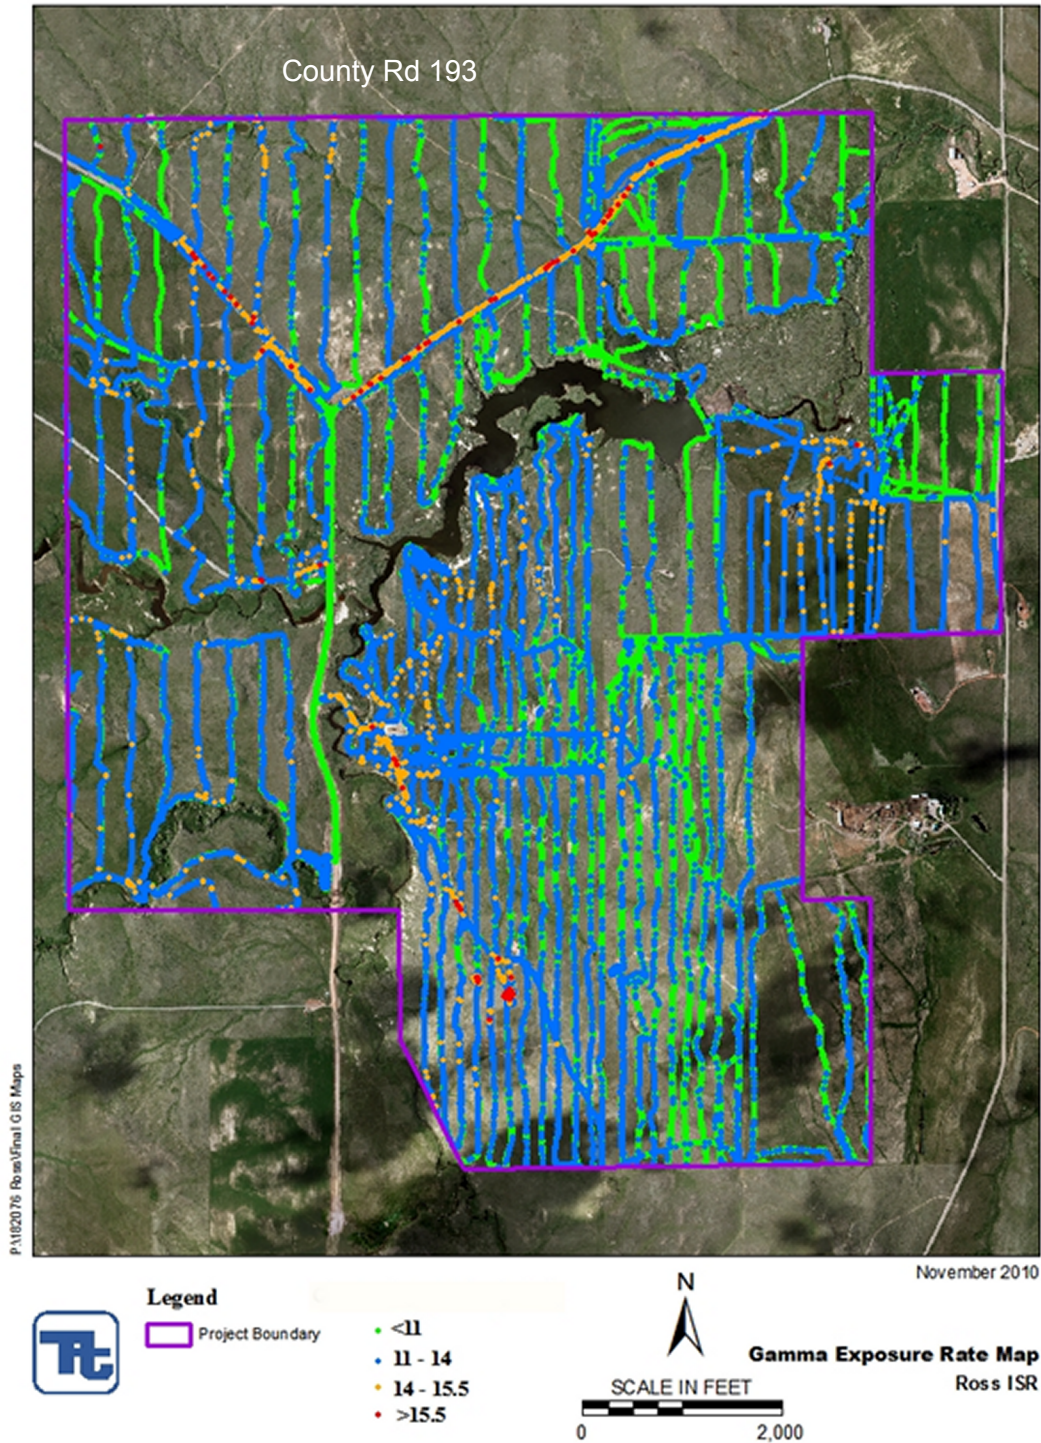 County Rd 193
P:\182076 Ross\Final GIS Maps
November 2010
Legend
Project Boundary
<11
11 - 14
14 - 15.5
>15.5
N
SCALE IN FEET
0 2,000
Gamma Exposure Rate Map
Ross ISR